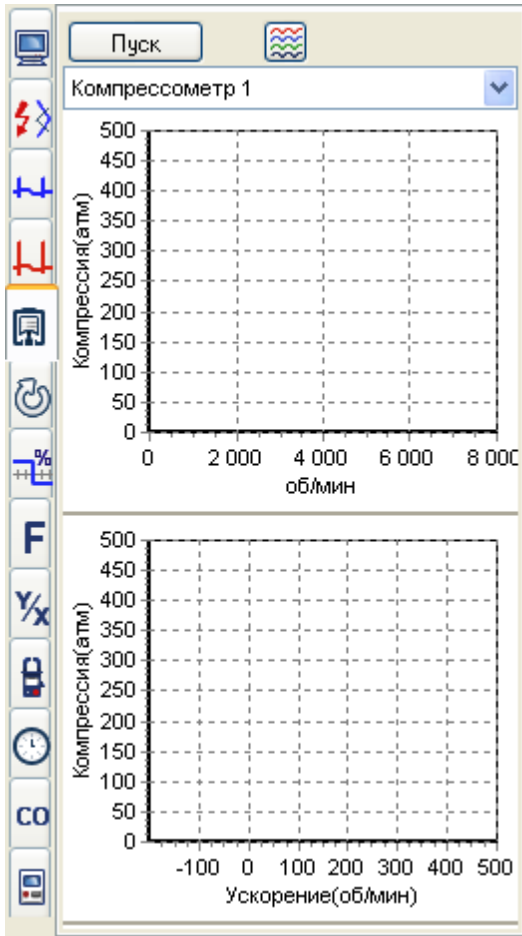 Пуск
Компрессометр 1
500
450
400
350
300
250
200
150
100
50
0
Компрессия(атм)
0 2 000 4 000 6 000 8 000
об/мин
500
450
400
350
300
250
200
150
100
50
0
Компрессия(атм)
-100 0 100 200 300 400 500
Ускорение(об/мин)
%
F
Y/X
CO